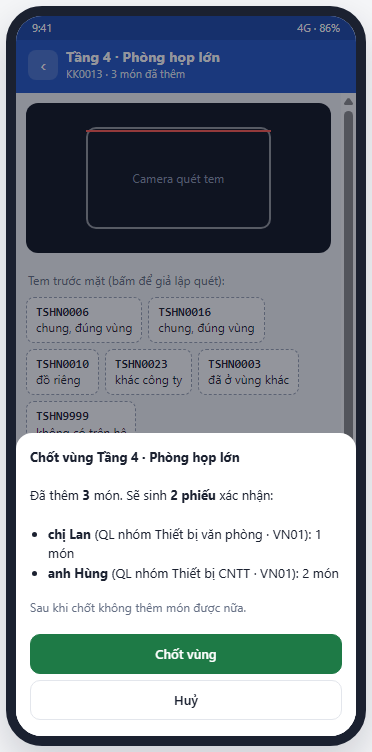 9:41 4G · 86%
‹ Tầng 4 · Phòng họp lớn
KK0013 · 3 món đã thêm
Camera quét tem
Tem trước mặt (bấm để giả lập quét):
TSHN0006 TSHN0016
chung, đúng vùng chung, đúng vùng
TSHN0010 TSHN0023 TSHN0003
đồ riêng khác công ty đã ở vùng khác
TSHN9999
không có trên hệ
Chốt vùng Tầng 4 · Phòng họp lớn
Đã thêm 3 món. Sẽ sinh 2 phiếu xác nhận:
• chị Lan (QL nhóm Thiết bị văn phòng · VN01): 1
món
• anh Hùng (QL nhóm Thiết bị CNTT · VN01): 2 món
Sau khi chốt không thêm món được nữa.
Chốt vùng
Huỷ